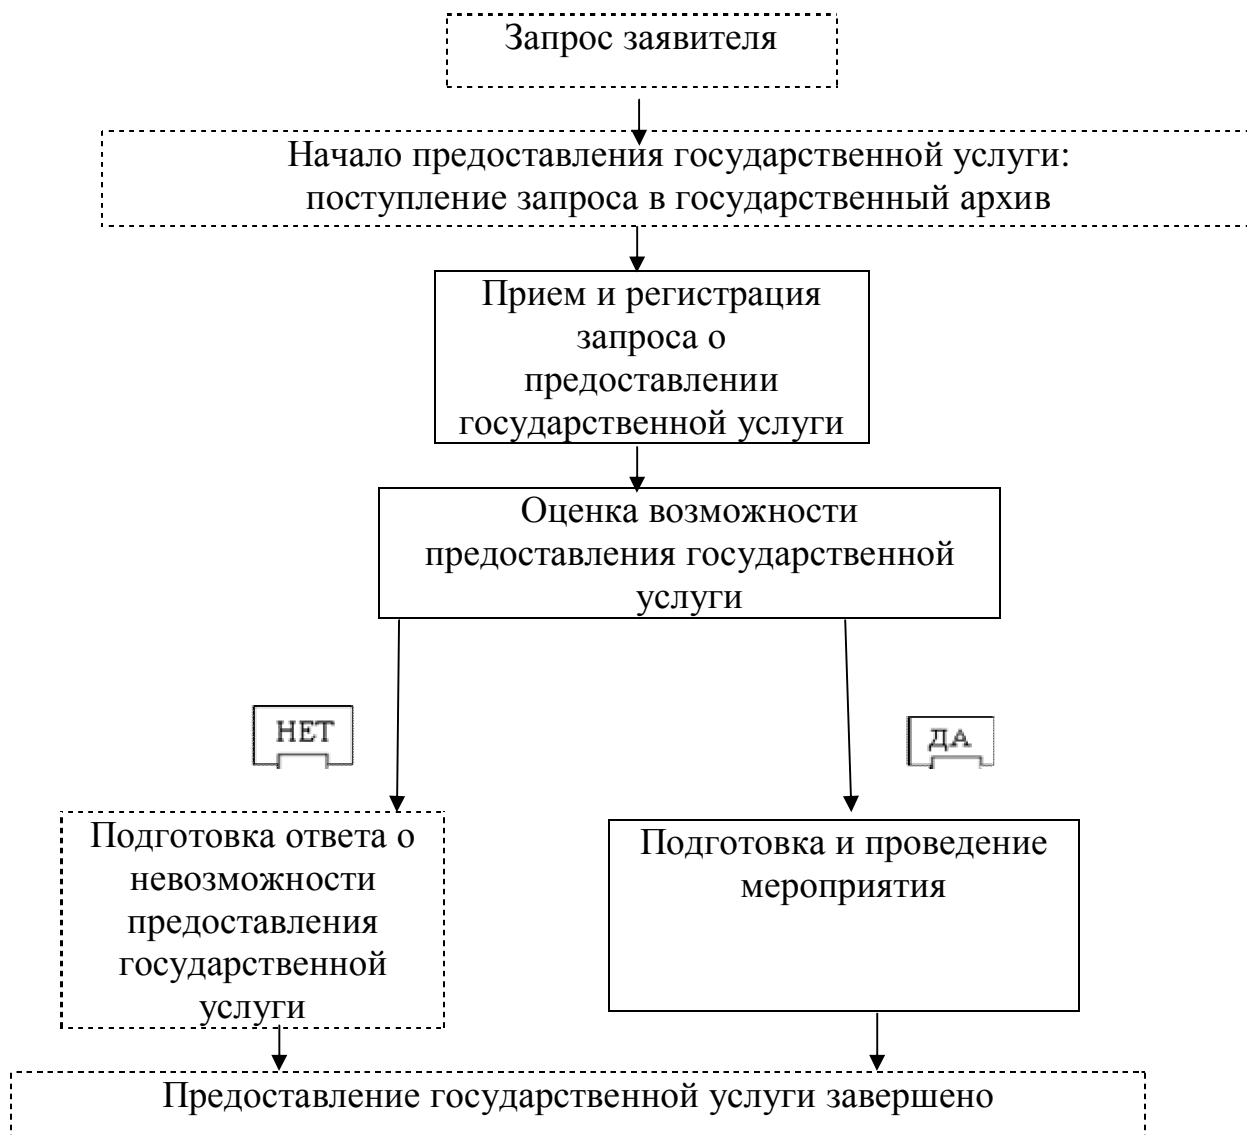 Запрос заявителя
Начало предоставления государственной услуги:
поступление запроса в государственный архив
Прием и регистрация
запроса о
предоставлении
государственной услуги
Оценка возможности
предоставления государственной
услуги
НЕТ
ДА
Подготовка ответа о
невозможности
предоставления
государственной
услуги
Подготовка и проведение
мероприятия
Предоставление государственной услуги завершено